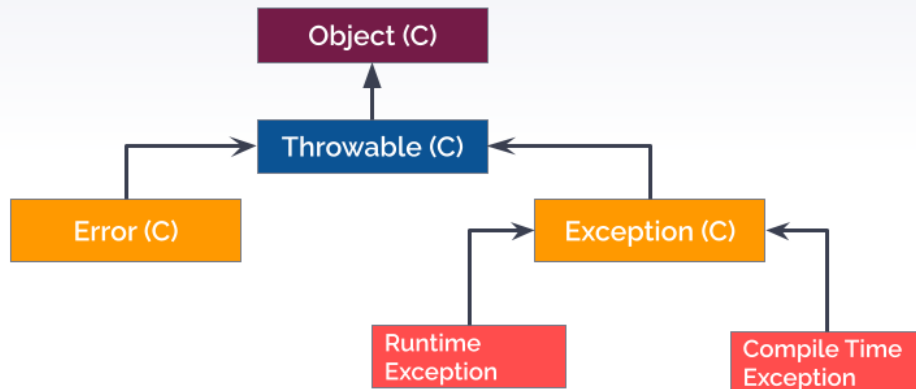 Object (C)
Throwable (C)
Error (C)
Exception (C)
Runtime
Exception
Compile Time
Exception